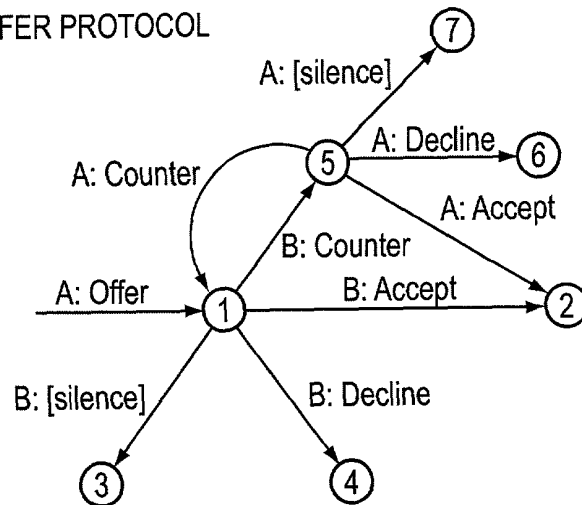 FER PROTOCOL
7
A: [silence]
A: Decline
5
6
A: Counter
A: Accept
B: Counter
A: Offer
B: Accept
1
2
B: [silence]
B: Decline
3
4